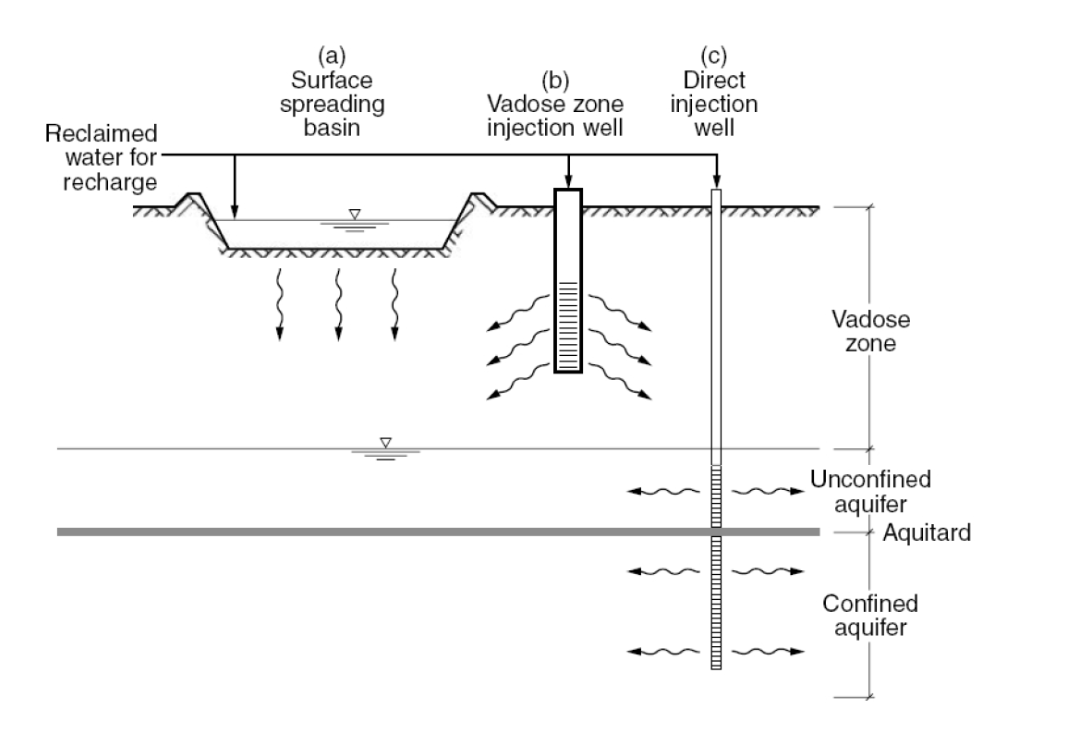 (a)
Surface
spreading
basin
(b)
Vadose zone
injection well
(c)
Direct
injection
well
Reclaimed
water for
recharge
Vadose
zone
Unconfined
aquifer
Aquitard
Confined
aquifer